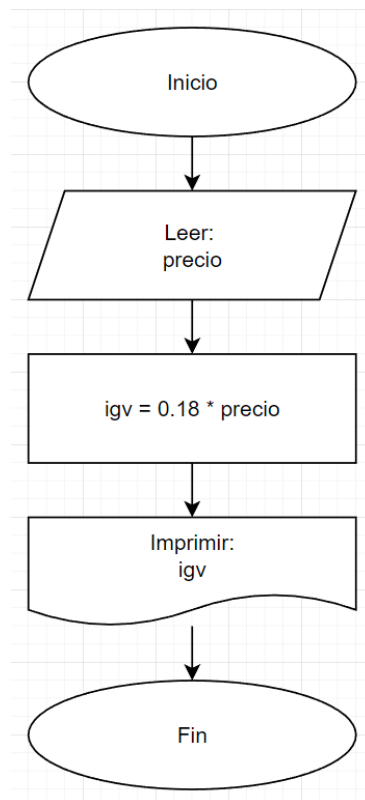 Inicio
Leer:
precio
igv = 0.18 * precio
Imprimir:
igv
Fin